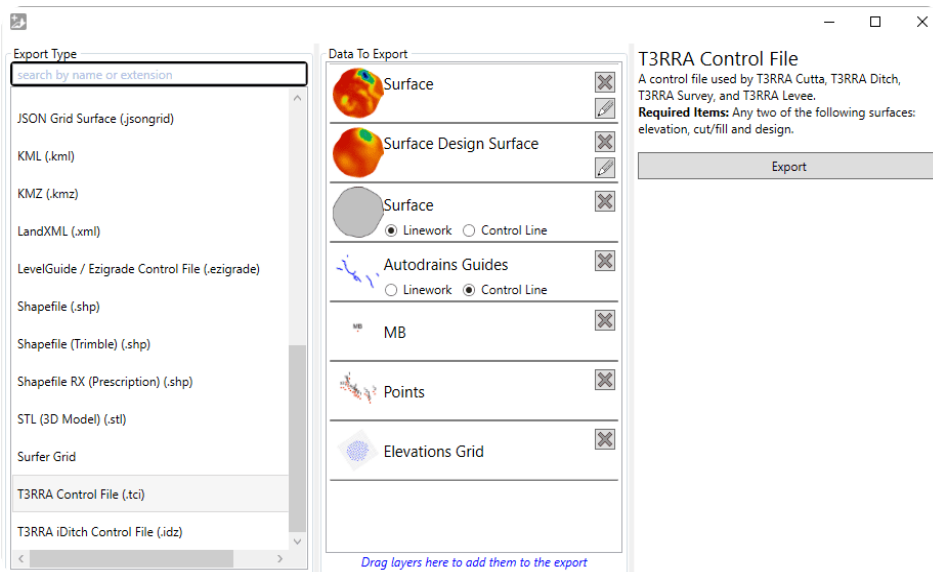 Export Type
search by name or extension
JSON Grid Surface (.jsongrid)
KML (.kml)
KMZ (.kmz)
LandXML (.xml)
LevelGuide / Ezigrade Control File (.ezigrade)
Shapefile (.shp)
Shapefile (Trimble) (.shp)
Shapefile RX (Prescription) (.shp)
STL (3D Model) (.stl)
Surfer Grid
T3RRA Control File (.tci)
T3RRA iDitch Control File (.idz)
Data To Export
Surface
Surface Design Surface
Surface
Linework Control Line
Autodrains Guides
Linework Control Line
MB
MB
Points
Elevations Grid
Drag layers here to add them to the export
T3RRA Control File
A control file used by T3RRA Cutta, T3RRA Ditch,
T3RRA Survey, and T3RRA Levee.
Required Items: Any two of the following surfaces:
elevation, cut/fill and design.
Export